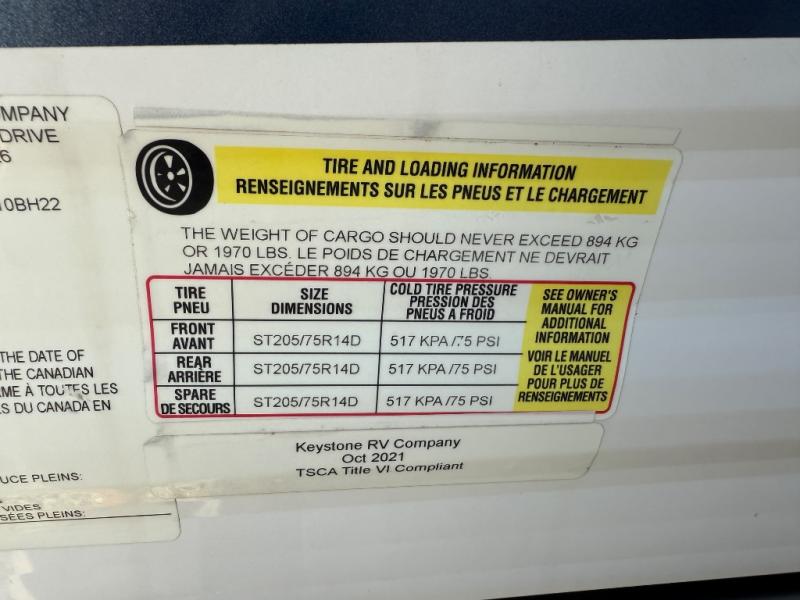 MPANY
DRIVE
6
10BH22
THE DATE OF
THE CANADIAN
ME À TOUTES LES
S DU CANADA EN
UCE PLEINS:
VIDES
SÉES PLEINS:
TIRE AND LOADING INFORMATION
RENSEIGNEMENTS SUR LES PNEUS ET LE CHARGEMENT
THE WEIGHT OF CARGO SHOULD NEVER EXCEED 894 KG
OR 1970 LBS. LE POIDS DE CHARGEMENT NE DEVRAIT
JAMAIS EXCÉDER 894 KG OU 1970 LBS.
TIRE
PNEU
SIZE
DIMENSIONS
COLD TIRE PRESSURE
PRESSION DES
PNEUS A FROID
FRONT
AVANT
ST205/75R14D
517 KPA /75 PSI
REAR
ARRIÈRE
ST205/75R14D
517 KPA /75 PSI
SPARE
DE SECOURS
ST205/75R14D
517 KPA /75 PSI
SEE OWNER'S
MANUAL FOR
ADDITIONAL
INFORMATION
VOIR LE MANUEL
DE L'USAGER
POUR PLUS DE
RENSEIGNEMENTS
Keystone RV Company
Oct 2021
TSCA Title VI Compliant